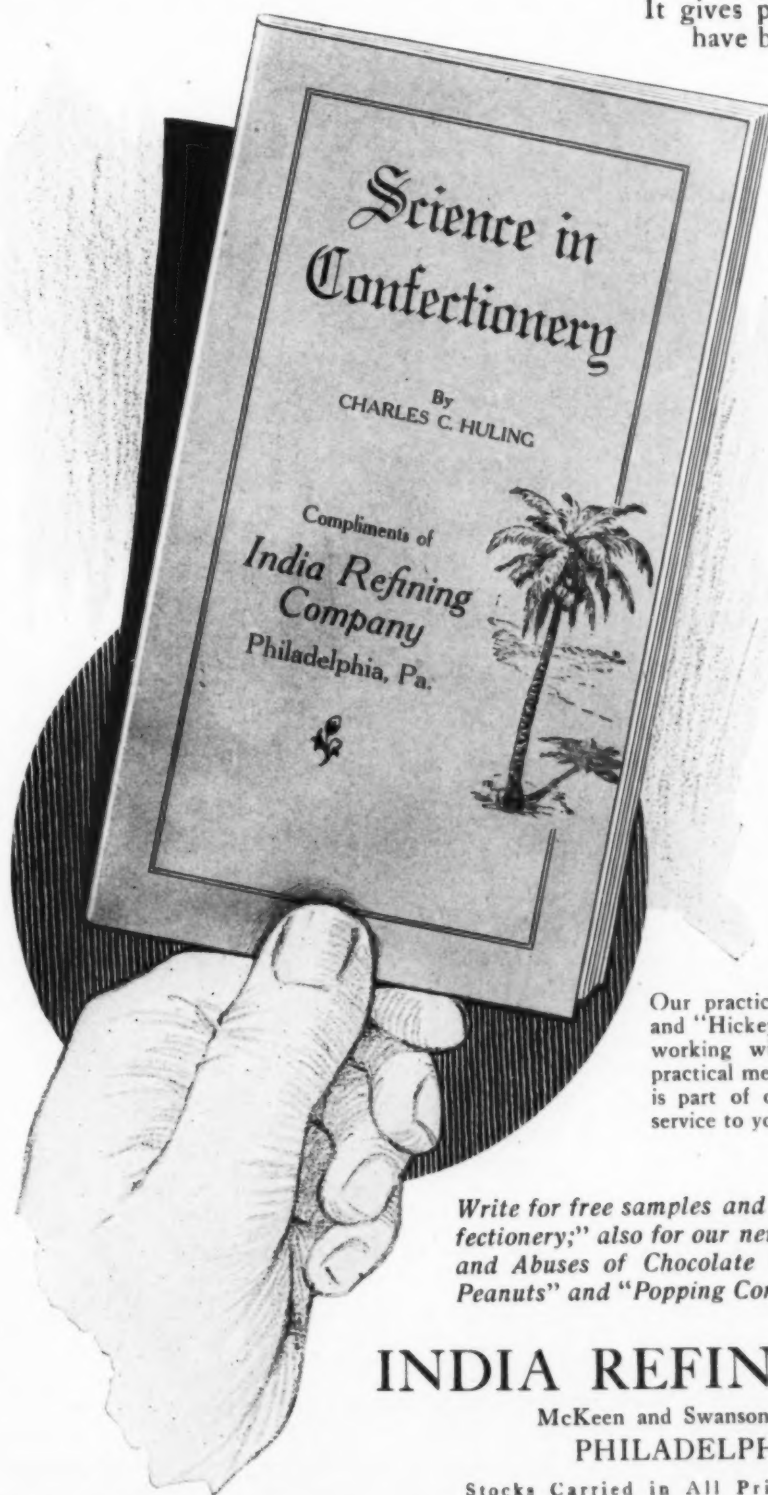 It gives p
have b
Science in
Confectionery
By
CHARLES C. HULING
Compliments of
India Refining
Company
Philadelphia, Pa.
Our practic
and "Hicke
working wi
practical me
is part of o
service to yo
Write for free samples and
fectionery;" also for our ne
and Abuses of Chocolate
Peanuts" and "Popping Cor
INDIA REFIN
McKeen and Swanson
PHILADELPH
Stocks Carried in All Pri